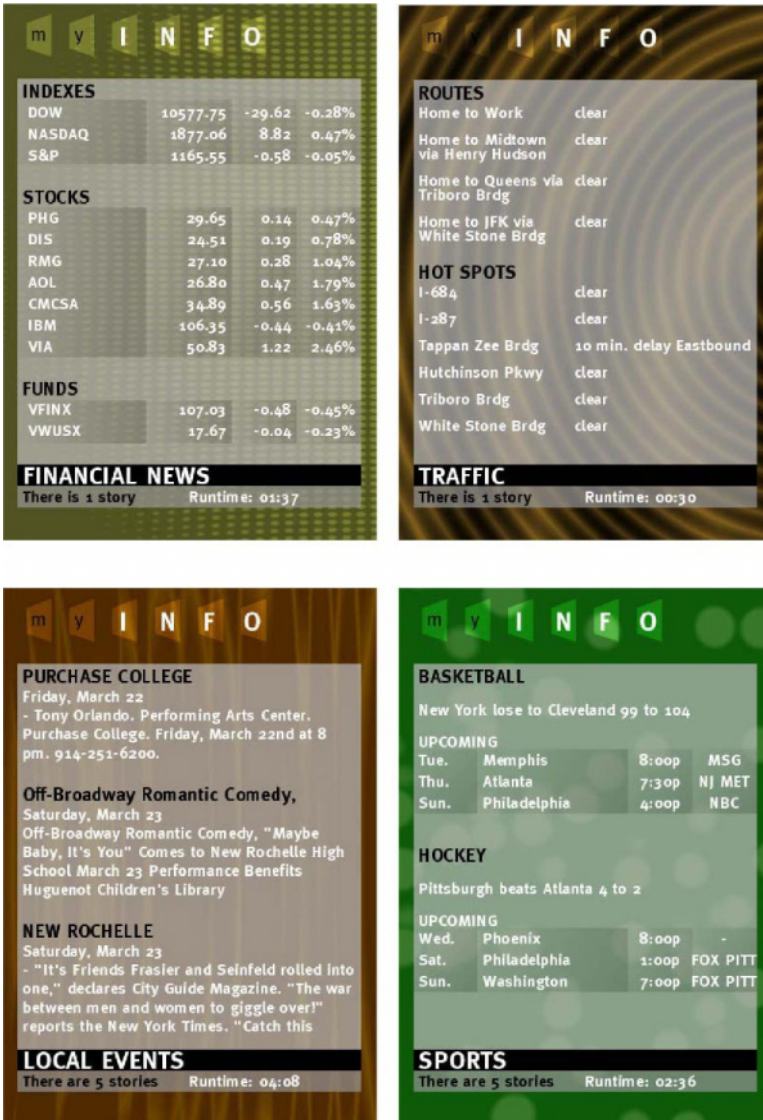 my INFO
INDEXES
DOW 10577.75 -29.62 -0.28%
NASDAQ 1877.06 8.82 0.47%
S&P 1165.55 -0.58 -0.05%
STOCKS
PHG 29.65 0.14 0.47%
DIS 24.51 0.19 0.78%
RMG 27.10 0.28 1.04%
AOL 26.80 0.47 1.79%
CMCSA 34.89 0.56 1.63%
IBM 106.35 -0.44 -0.41%
VIA 50.83 1.22 2.46%
FUNDS
VFINX 107.03 -0.48 -0.45%
VWUSX 17.67 -0.04 -0.23%
FINANCIAL NEWS
There is 1 story Runtime: 01:37
my INFO
ROUTES
Home to Work clear
Home to Midtown clear
via Henry Hudson
Home to Queens via clear
Triboro Brdg
Home to JFK via clear
White Stone Brdg
HOT SPOTS
I-684 clear
I-287 clear
Tappan Zee Brdg 10 min. delay Eastbound
Hutchinson Pkwy clear
Triboro Brdg clear
White Stone Brdg clear
TRAFFIC
There is 1 story Runtime: 00:30
my INFO
PURCHASE COLLEGE
Friday, March 22
- Tony Orlando. Performing Arts Center.
Purchase College. Friday, March 22nd at 8
pm. 914-251-6200.
Off-Broadway Romantic Comedy,
Saturday, March 23
Off-Broadway Romantic Comedy, "Maybe
Baby, It's You" Comes to New Rochelle High
School March 23 Performance Benefits
Huguenot Children's Library
NEW ROCHELLE
Saturday, March 23
- "It's Friends Frasier and Seinfeld rolled into
one," declares City Guide Magazine. "The war
between men and women to giggle over!"
reports the New York Times. "Catch this
LOCAL EVENTS
There are 5 stories Runtime: 04:08
my INFO
BASKETBALL
New York lose to Cleveland 99 to 104
UPCOMING
Tue. Memphis 8:00p MSG
Thu. Atlanta 7:30p NJ MET
Sun. Philadelphia 4:00p NBC
HOCKEY
Pittsburgh beats Atlanta 4 to 2
UPCOMING
Wed. Phoenix 8:00p -
Sat. Philadelphia 1:00p FOX PITT
Sun. Washington 7:00p FOX PITT
SPORTS
There are 5 stories Runtime: 02:36